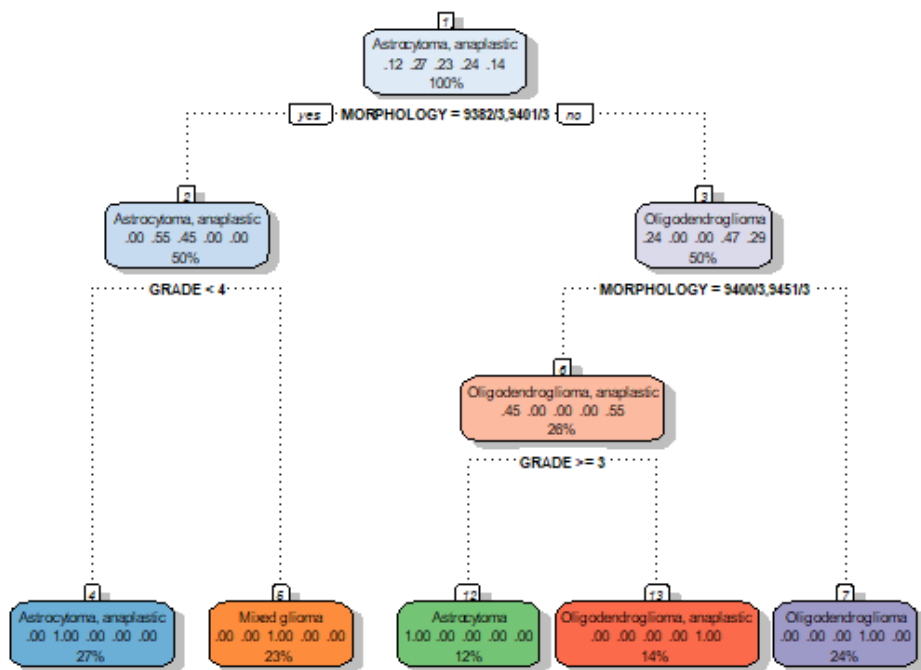 1
Astrocytoma, anaplastic
.12 .27 .23 .24 .14
100%
yes MORPHOLOGY = 9382/3,9401/3 no
2
Astrocytoma, anaplastic
.00 .55 .45 .00 .00
50%
3
Oligodendroglioma
.24 .00 .00 .47 .29
50%
GRADE < 4
MORPHOLOGY = 9400/3,9451/3
6
Oligodendroglioma, anaplastic
.45 .00 .00 .00 .55
26%
GRADE >= 3
4
Astrocytoma, anaplastic
.00 1.00 .00 .00 .00
27%
5
Mixed glioma
.00 .00 1.00 .00 .00
23%
12
Astrocytoma
1.00 .00 .00 .00 .00
12%
13
Oligodendroglioma, anaplastic
.00 .00 .00 .00 1.00
14%
7
Oligodendroglioma
.00 .00 .00 1.00 .00
24%